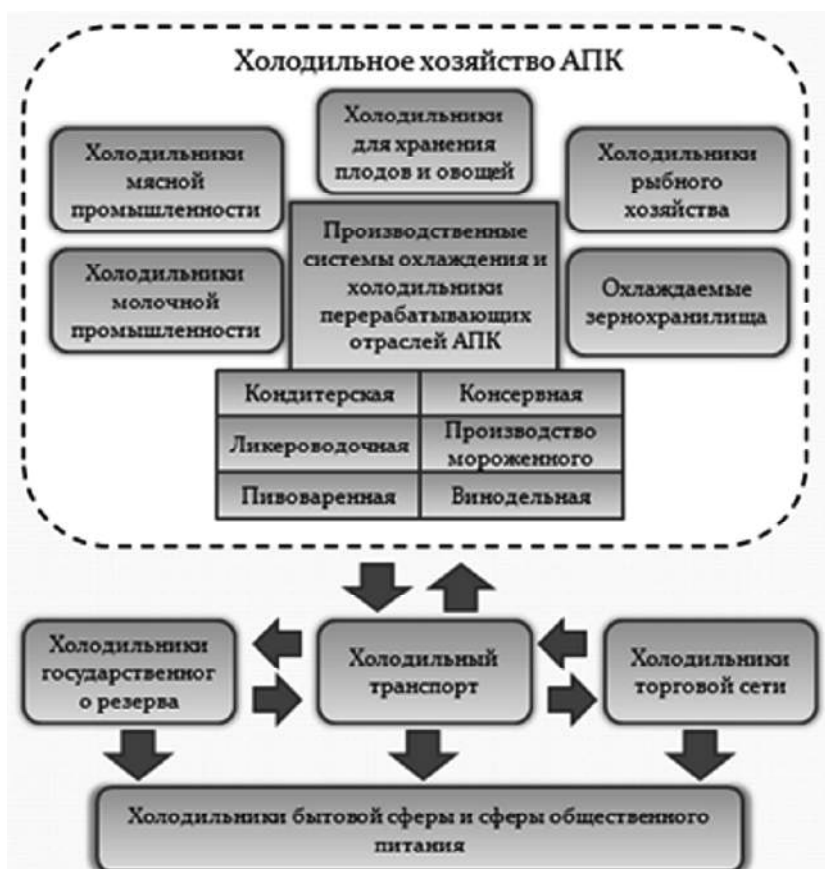 Холодильное хозяйство АПК
Холодильники
для хранения
плодов и овощей
Холодильники
мясной
промышленности
Холодильники
рыбного
хозяйства
Производственные
системы охлаждения и
холодильники
перерабатывающих
отраслей АПК
Холодильники
молочной
промышленности
Охлаждаемые
зернохранилища
Кондитерская
Консервная
Ликероводочная
Производство
мороженного
Пивоваренная
Винодельная
Холодильники
государственног
о резерва
Холодильный
транспорт
Холодильники
торговой сети
Холодильники бытовой сферы и сферы общественного
питания